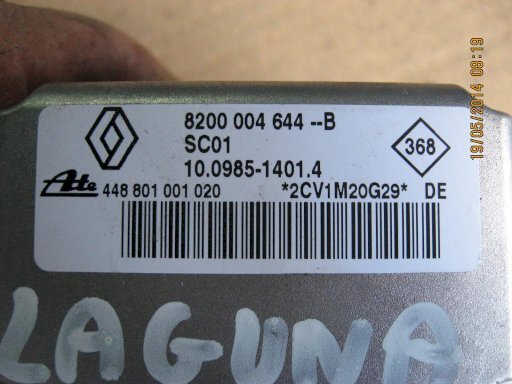 8200 004 644 --B
SC01
10.0985-1401.4
368
Ate 448 801 001 020 *2CV1M20G29* DE
LAGUNA
19/05/2014 08:19